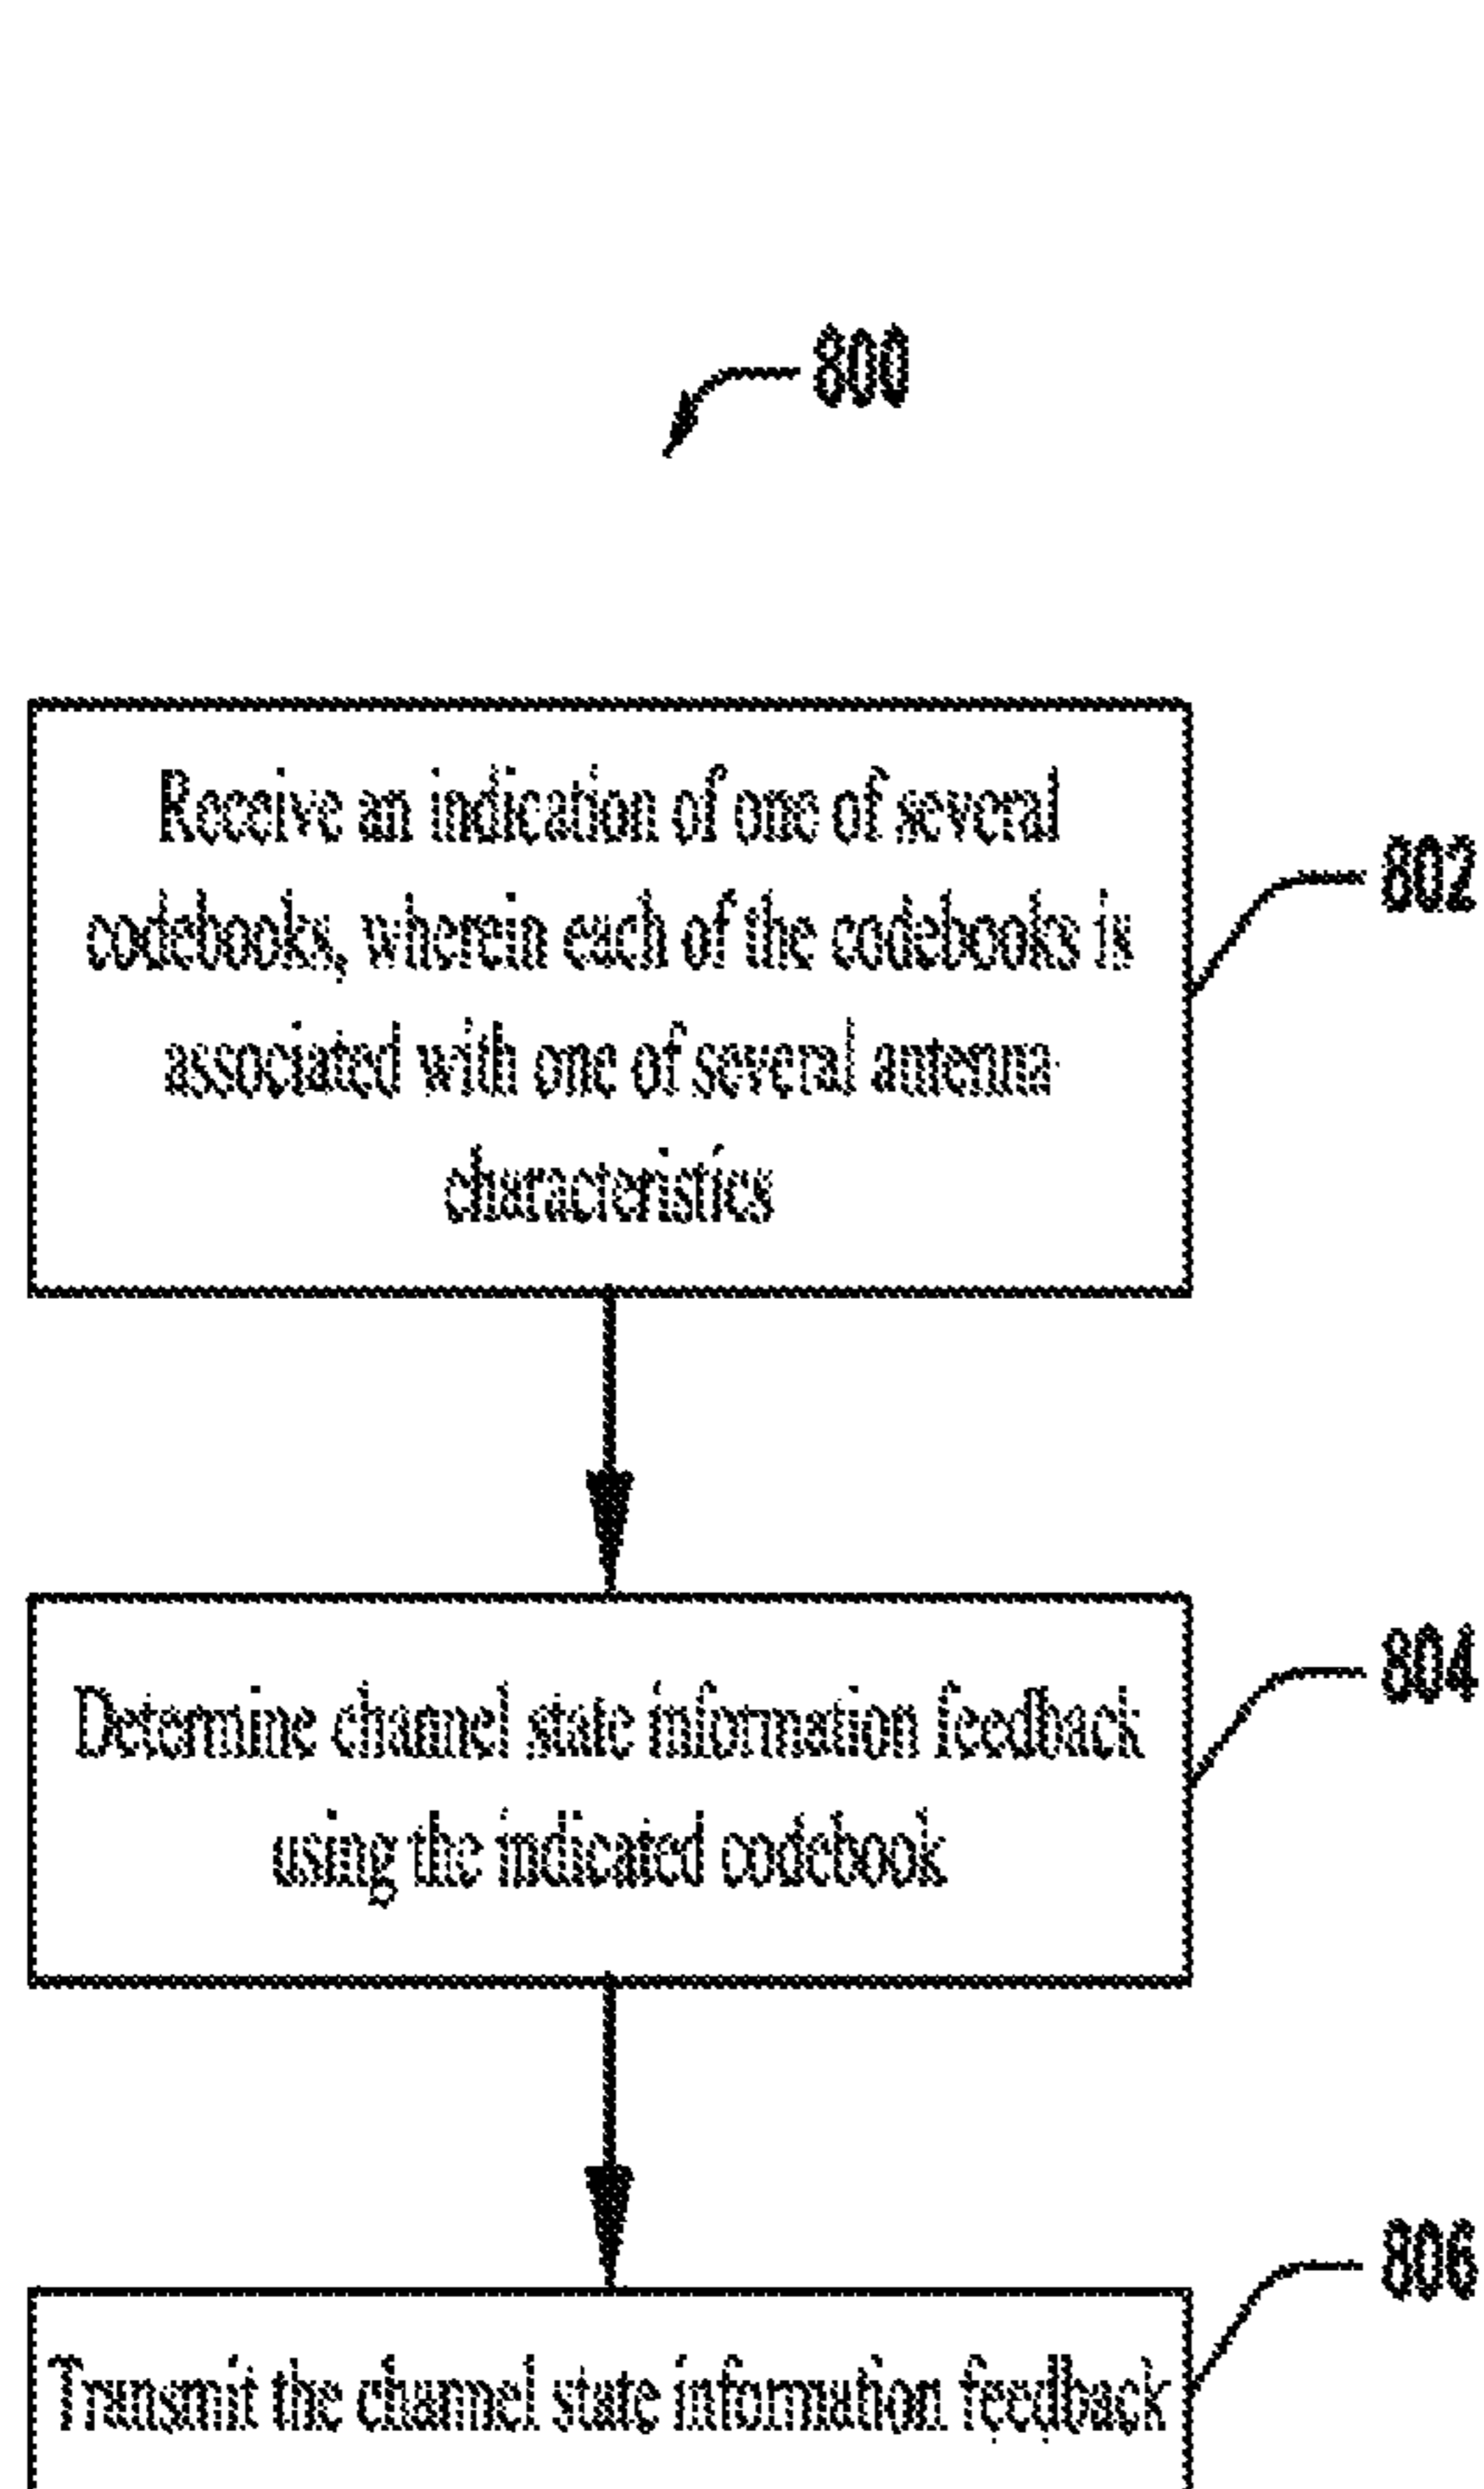 800
Receive an indication of one of several
codebooks, wherein each of the codebooks is
associated with one of several antenna
characteristics
802
Determine channel state information feedback
using the indicated codebook
804
Transmit the channel state information feedback
806